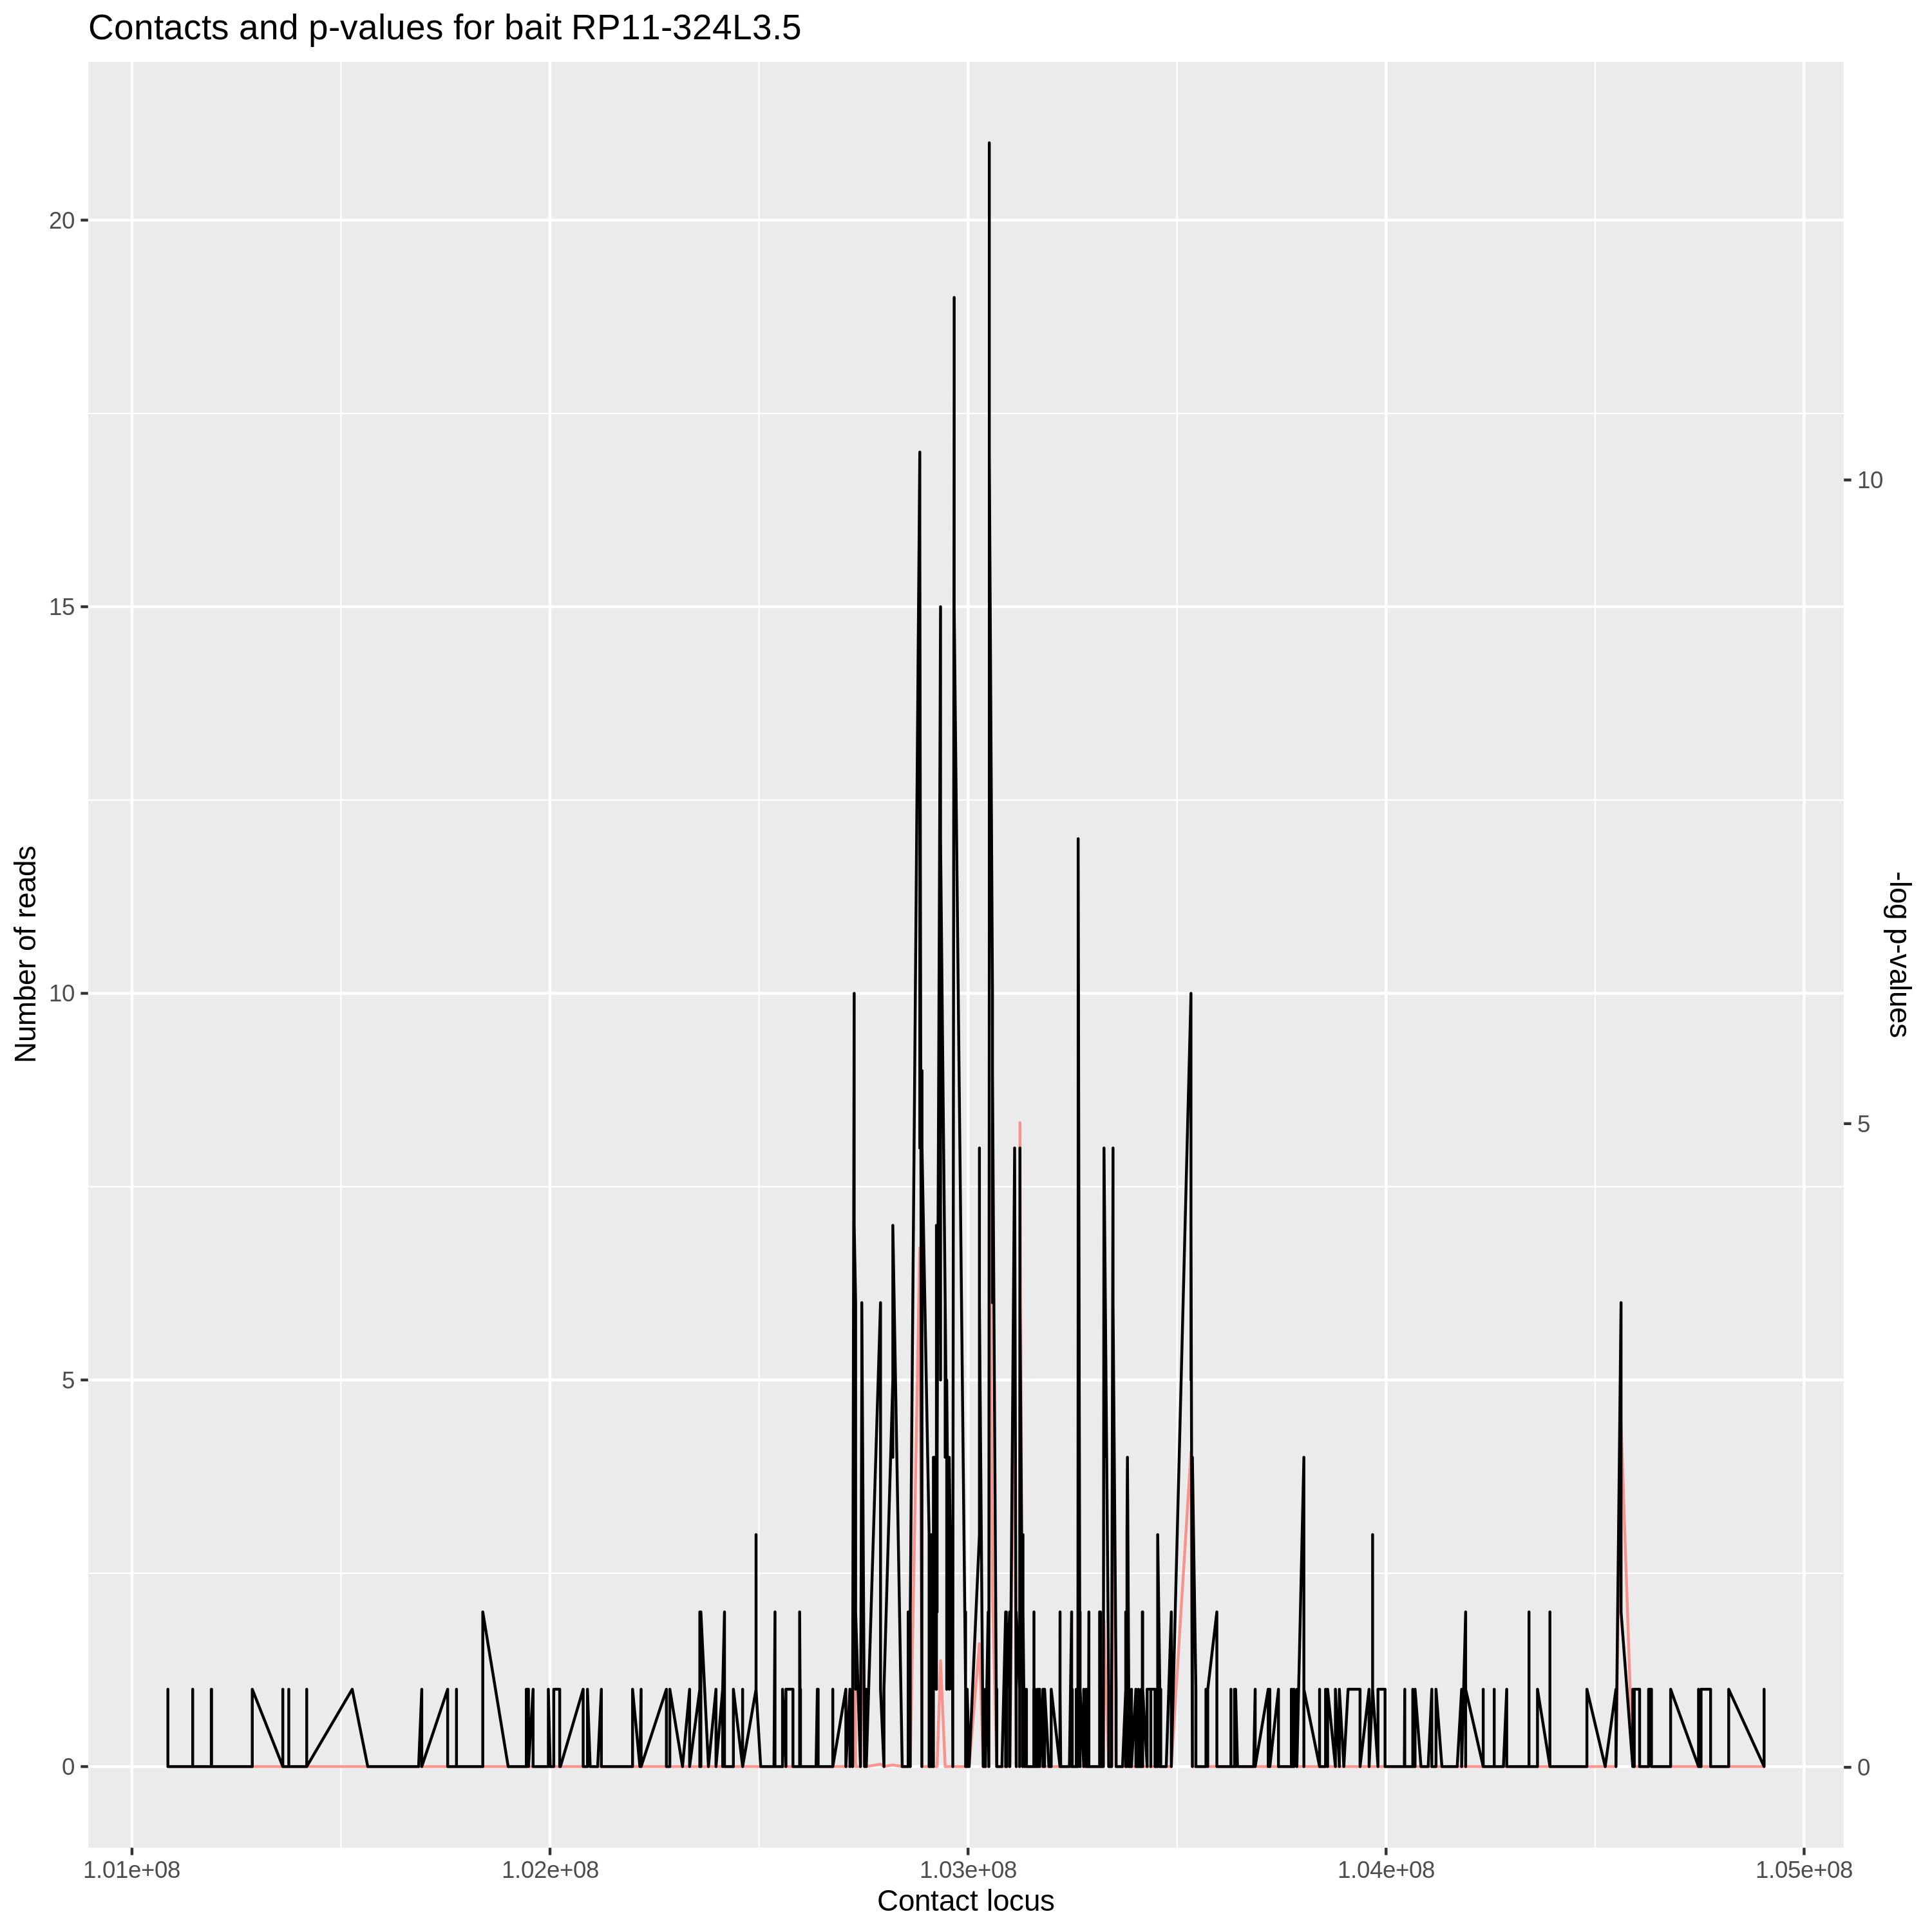 Contacts and p-values for bait RP11-324L3.5
20
15
10
5
0
Number of reads
10
5
0
-log p-values
1.01e+08 1.02e+08 1.03e+08 1.04e+08 1.05e+08
Contact locus